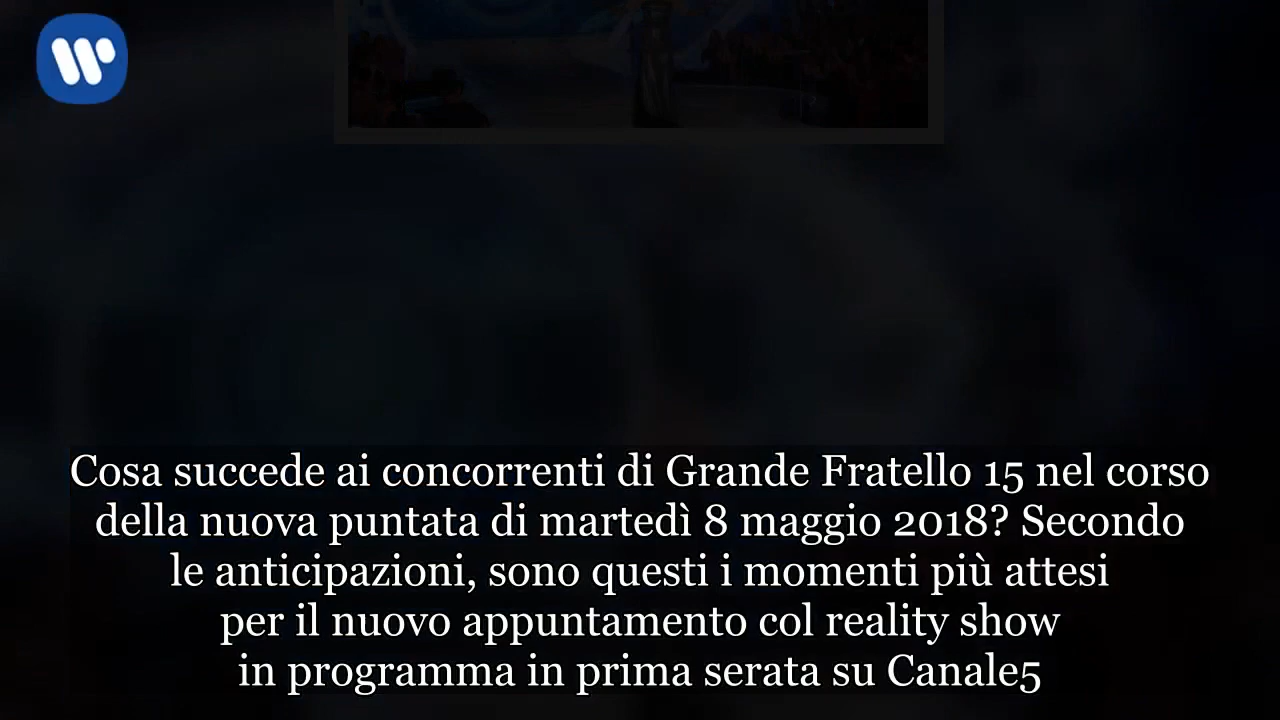 W
Cosa succede ai concorrenti di Grande Fratello 15 nel corso
della nuova puntata di martedì 8 maggio 2018? Secondo
le anticipazioni, sono questi i momenti più attesi
per il nuovo appuntamento col reality show
in programma in prima serata su Canale5